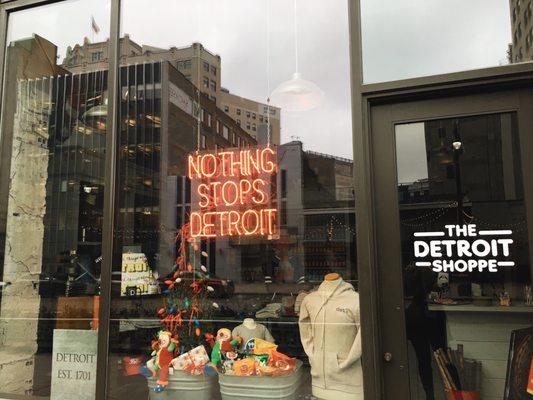 NOTHING
STOPS
DETROIT
THE
DETROIT
SHOPPE
DETROIT
EST. 1701